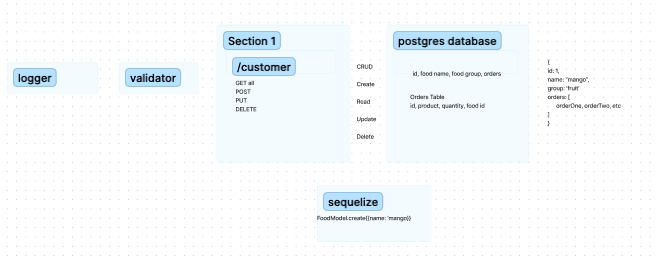 logger
validator
Section 1
/customer
GET all
POST
PUT
DELETE
CRUD
Create
Read
Update
Delete
postgres database
id, food name, food group, orders
Orders Table
id, product, quantity, food id
{
id: 1,
name: "mango",
group: 'fruit'
orders: [
orderOne, orderTwo, etc
]
}
sequelize
FoodModel.create({name: 'mango})